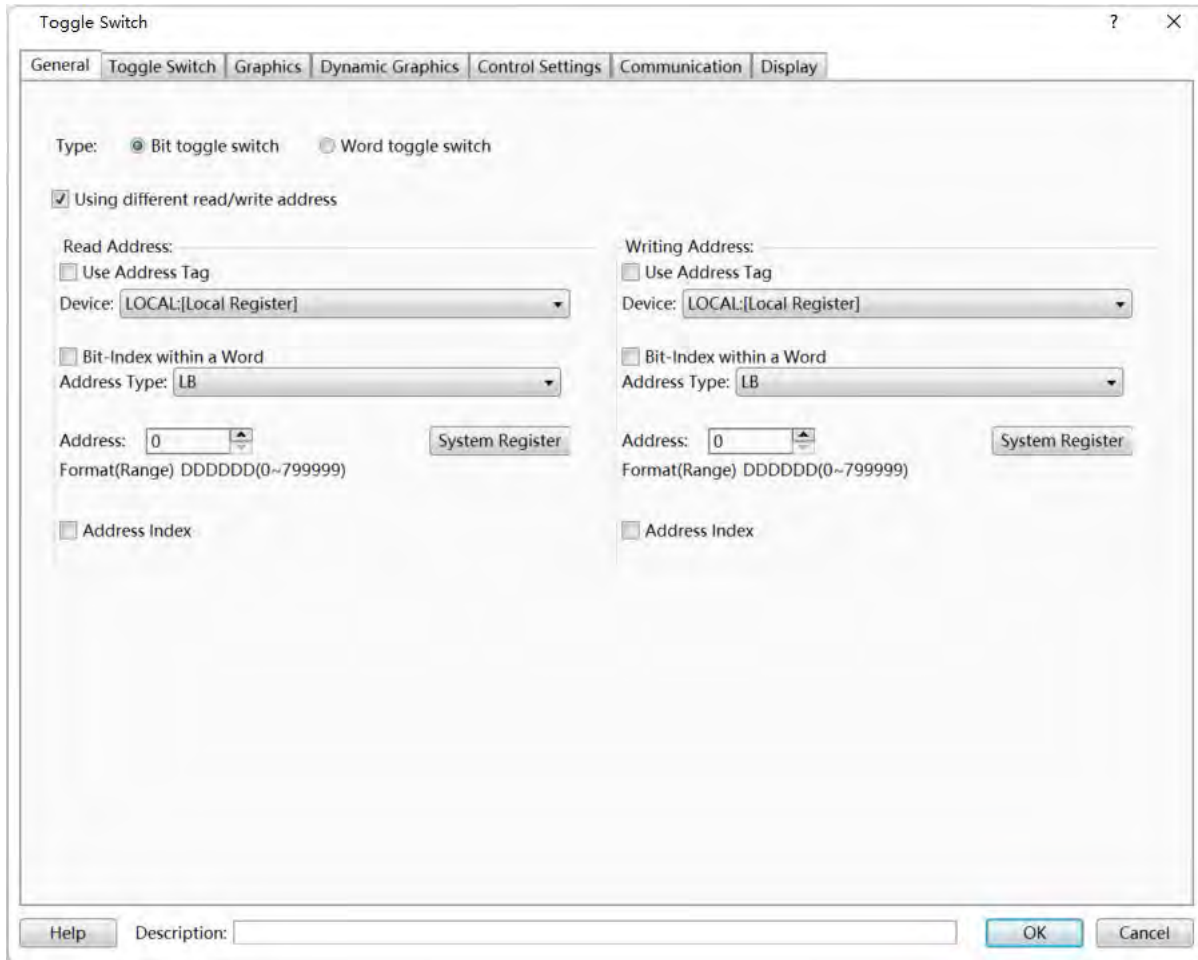 Toggle Switch ? ×
General Toggle Switch Graphics Dynamic Graphics Control Settings Communication Display
Type: Bit toggle switch Word toggle switch
Using different read/write address
Read Address:
Use Address Tag
Device: LOCAL:[Local Register]
Bit-Index within a Word
Address Type: LB
Address: 0 System Register
Format(Range) DDDDDD(0~799999)
Address Index
Writing Address:
Use Address Tag
Device: LOCAL:[Local Register]
Bit-Index within a Word
Address Type: LB
Address: 0 System Register
Format(Range) DDDDDD(0~799999)
Address Index
Help Description: OK Cancel